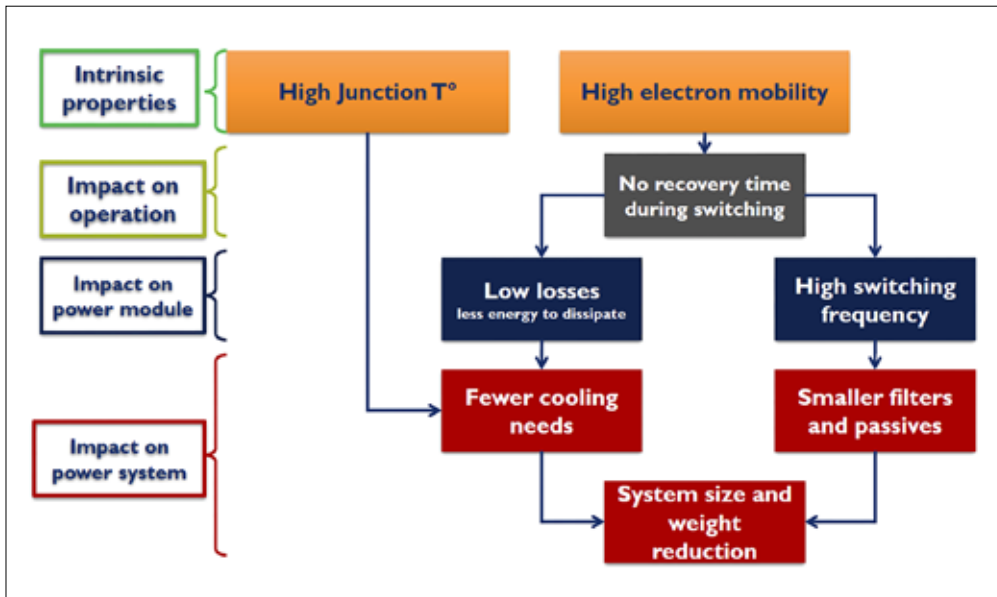 Intrinsic
properties
High Junction T°
High electron mobility
Impact on
operation
No recovery time
during switching
Impact on
power module
Low losses
less energy to dissipate
High switching
frequency
Impact on
power system
Fewer cooling
needs
Smaller filters
and passives
System size and
weight
reduction